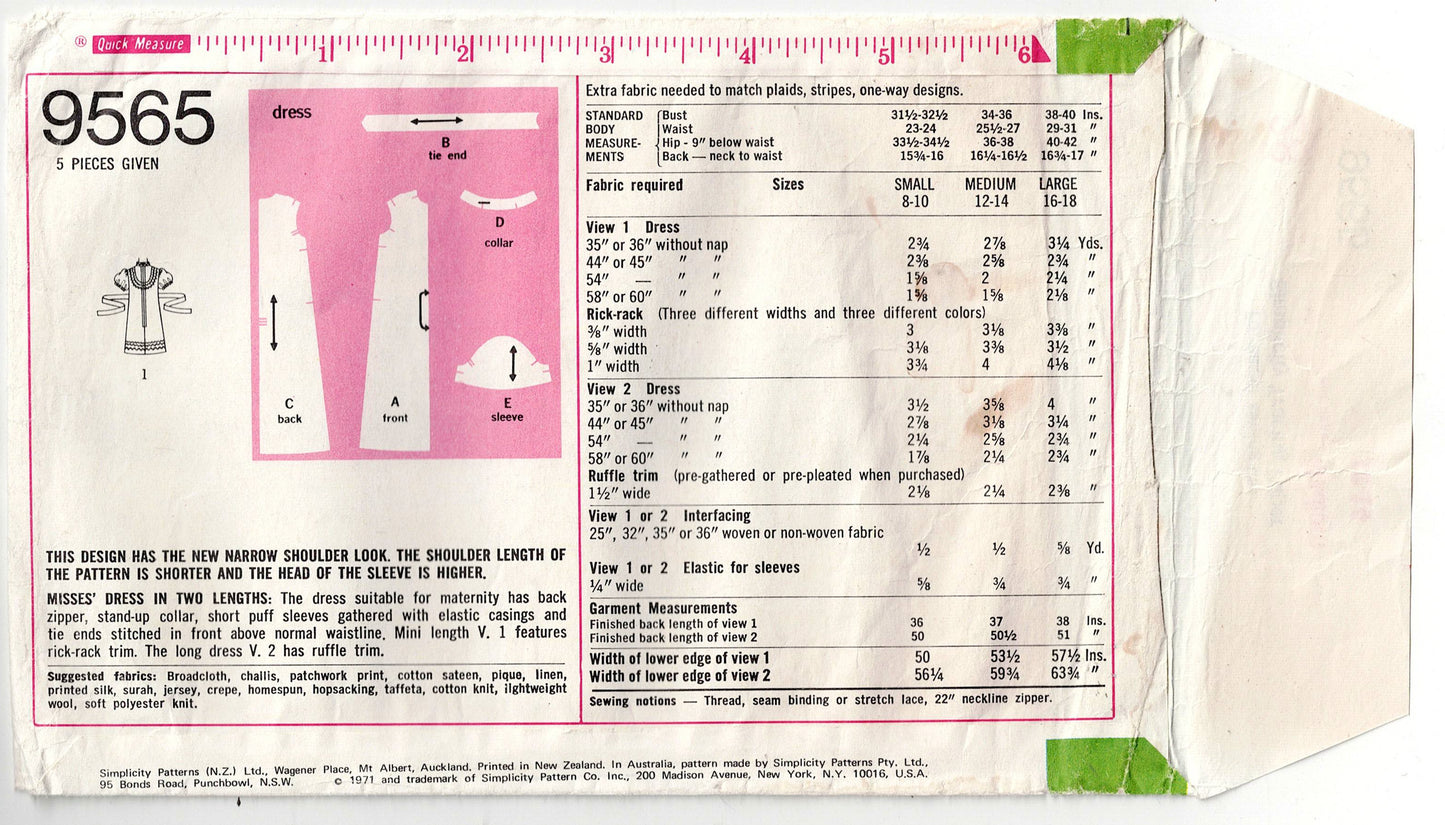 ® Quick Measure 1 2 3 4 5 6
9565
5 PIECES GIVEN
1
dress
B
tie end
D
collar
C
back
A
front
E
sleeve
THIS DESIGN HAS THE NEW NARROW SHOULDER LOOK. THE SHOULDER LENGTH OF
THE PATTERN IS SHORTER AND THE HEAD OF THE SLEEVE IS HIGHER.
MISSES' DRESS IN TWO LENGTHS: The dress suitable for maternity has back
zipper, stand-up collar, short puff sleeves gathered with elastic casings and
tie ends stitched in front above normal waistline. Mini length V. 1 features
rick-rack trim. The long dress V. 2 has ruffle trim.
Suggested fabrics: Broadcloth, challis, patchwork print, cotton sateen, pique, linen,
printed silk, surah, jersey, crepe, homespun, hopsacking, taffeta, cotton knit, ilghtweight
wool, soft polyester knit.
Extra fabric needed to match plaids, stripes, one-way designs.
STANDARD Bust 31½-32½ 34-36 38-40 Ins.
BODY Waist 23-24 25½-27 29-31 "
MEASURE- Hip - 9" below waist 33½-34½ 36-38 40-42 "
MENTS Back — neck to waist 15¾-16 16¼-16½ 16¾-17 "
Fabric required Sizes SMALL MEDIUM LARGE
8-10 12-14 16-18
View 1 Dress
35" or 36" without nap 2¾ 2⅞ 3¼ Yds.
44" or 45" " " 2⅜ 2⅝ 2¾ "
54" — " " 1⅝ 2 2¼ "
58" or 60" " " 1⅝ 1⅝ 2⅛ "
Rick-rack (Three different widths and three different colors)
⅜" width 3 3⅛ 3⅜ "
⅝" width 3⅛ 3⅜ 3½ "
1" width 3¾ 4 4⅛ "
View 2 Dress
35" or 36" without nap 3½ 3⅝ 4 "
44" or 45" " " 2⅞ 3⅛ 3¼ "
54" — " " 2¼ 2⅝ 2¾ "
58" or 60" " " 1⅞ 2¼ 2¾ "
Ruffle trim (pre-gathered or pre-pleated when purchased)
1½" wide 2⅛ 2¼ 2⅜ "
View 1 or 2 Interfacing
25", 32", 35" or 36" woven or non-woven fabric
½ ½ ⅝ Yd.
View 1 or 2 Elastic for sleeves
¼" wide ⅝ ¾ ¾ "
Garment Measurements
Finished back length of view 1 36 37 38 Ins.
Finished back length of view 2 50 50½ 51 "
Width of lower edge of view 1 50 53½ 57½ Ins.
Width of lower edge of view 2 56¼ 59¾ 63¾ "
Sewing notions — Thread, seam binding or stretch lace, 22" neckline zipper.
Simplicity Patterns (N.Z.) Ltd., Wagener Place, Mt Albert, Auckland. Printed in New Zealand. In Australia, pattern made by Simplicity Patterns Pty. Ltd.,
95 Bonds Road, Punchbowl, N.S.W. © 1971 and trademark of Simplicity Pattern Co. Inc., 200 Madison Avenue, New York, N.Y. 10016, U.S.A.